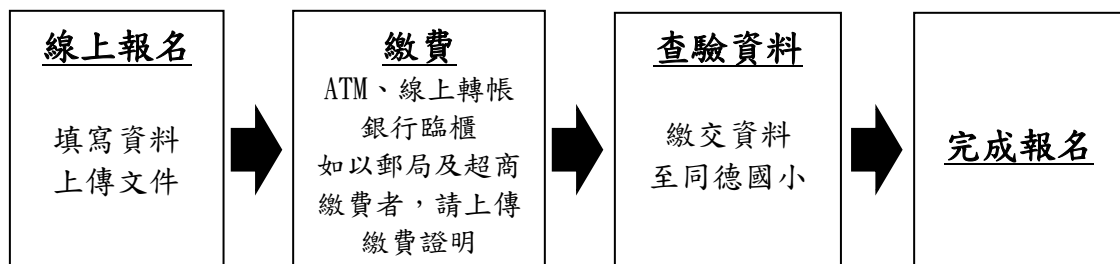 線上報名
填寫資料
上傳文件
繳費
ATM、線上轉帳
銀行臨櫃
如以郵局及超商
繳費者，請上傳
繳費證明
查驗資料
繳交資料
至同德國小
完成報名